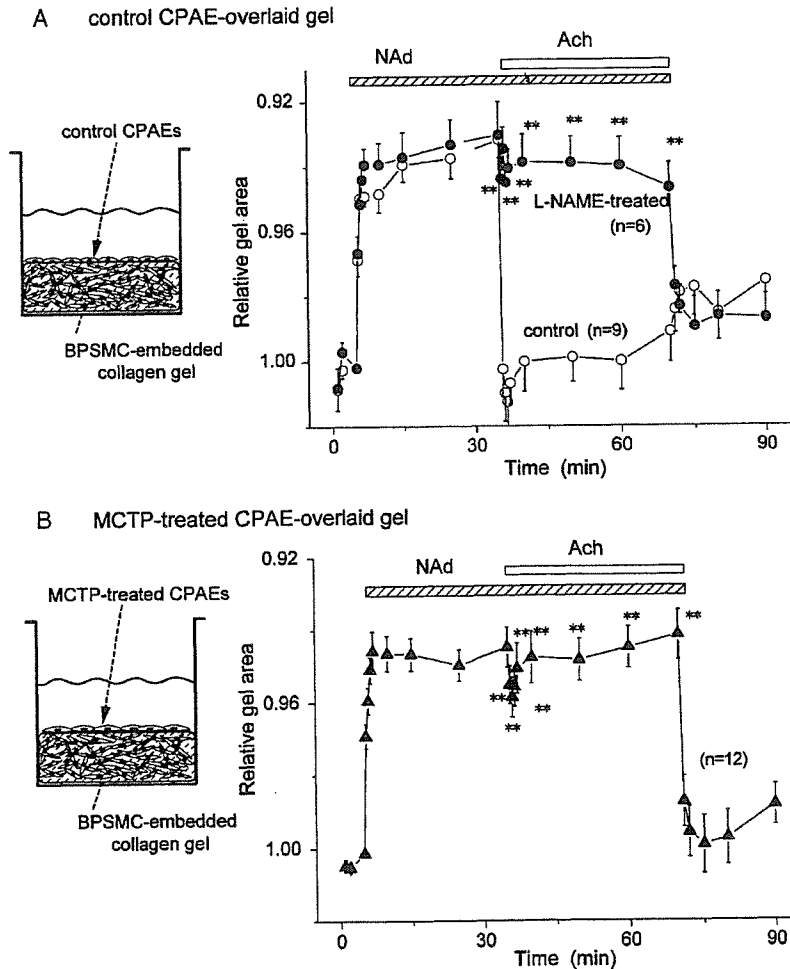 A control CPAE-overlaid gel
Ach
NAd
control CPAEs
0.92
0.96
1.00
Relative gel area
** ** ** ** **
** **
**
L-NAME-treated
(n=6)
control (n=9)
BPSMC-embedded
collagen gel
0 30 60 90
Time (min)
B MCTP-treated CPAE-overlaid gel
Ach
NAd
MCTP-treated CPAEs
0.92
0.96
1.00
Relative gel area
** ** ** ** **
** **
**
(n=12)
BPSMC-embedded
collagen gel
0 30 60 90
Time (min)